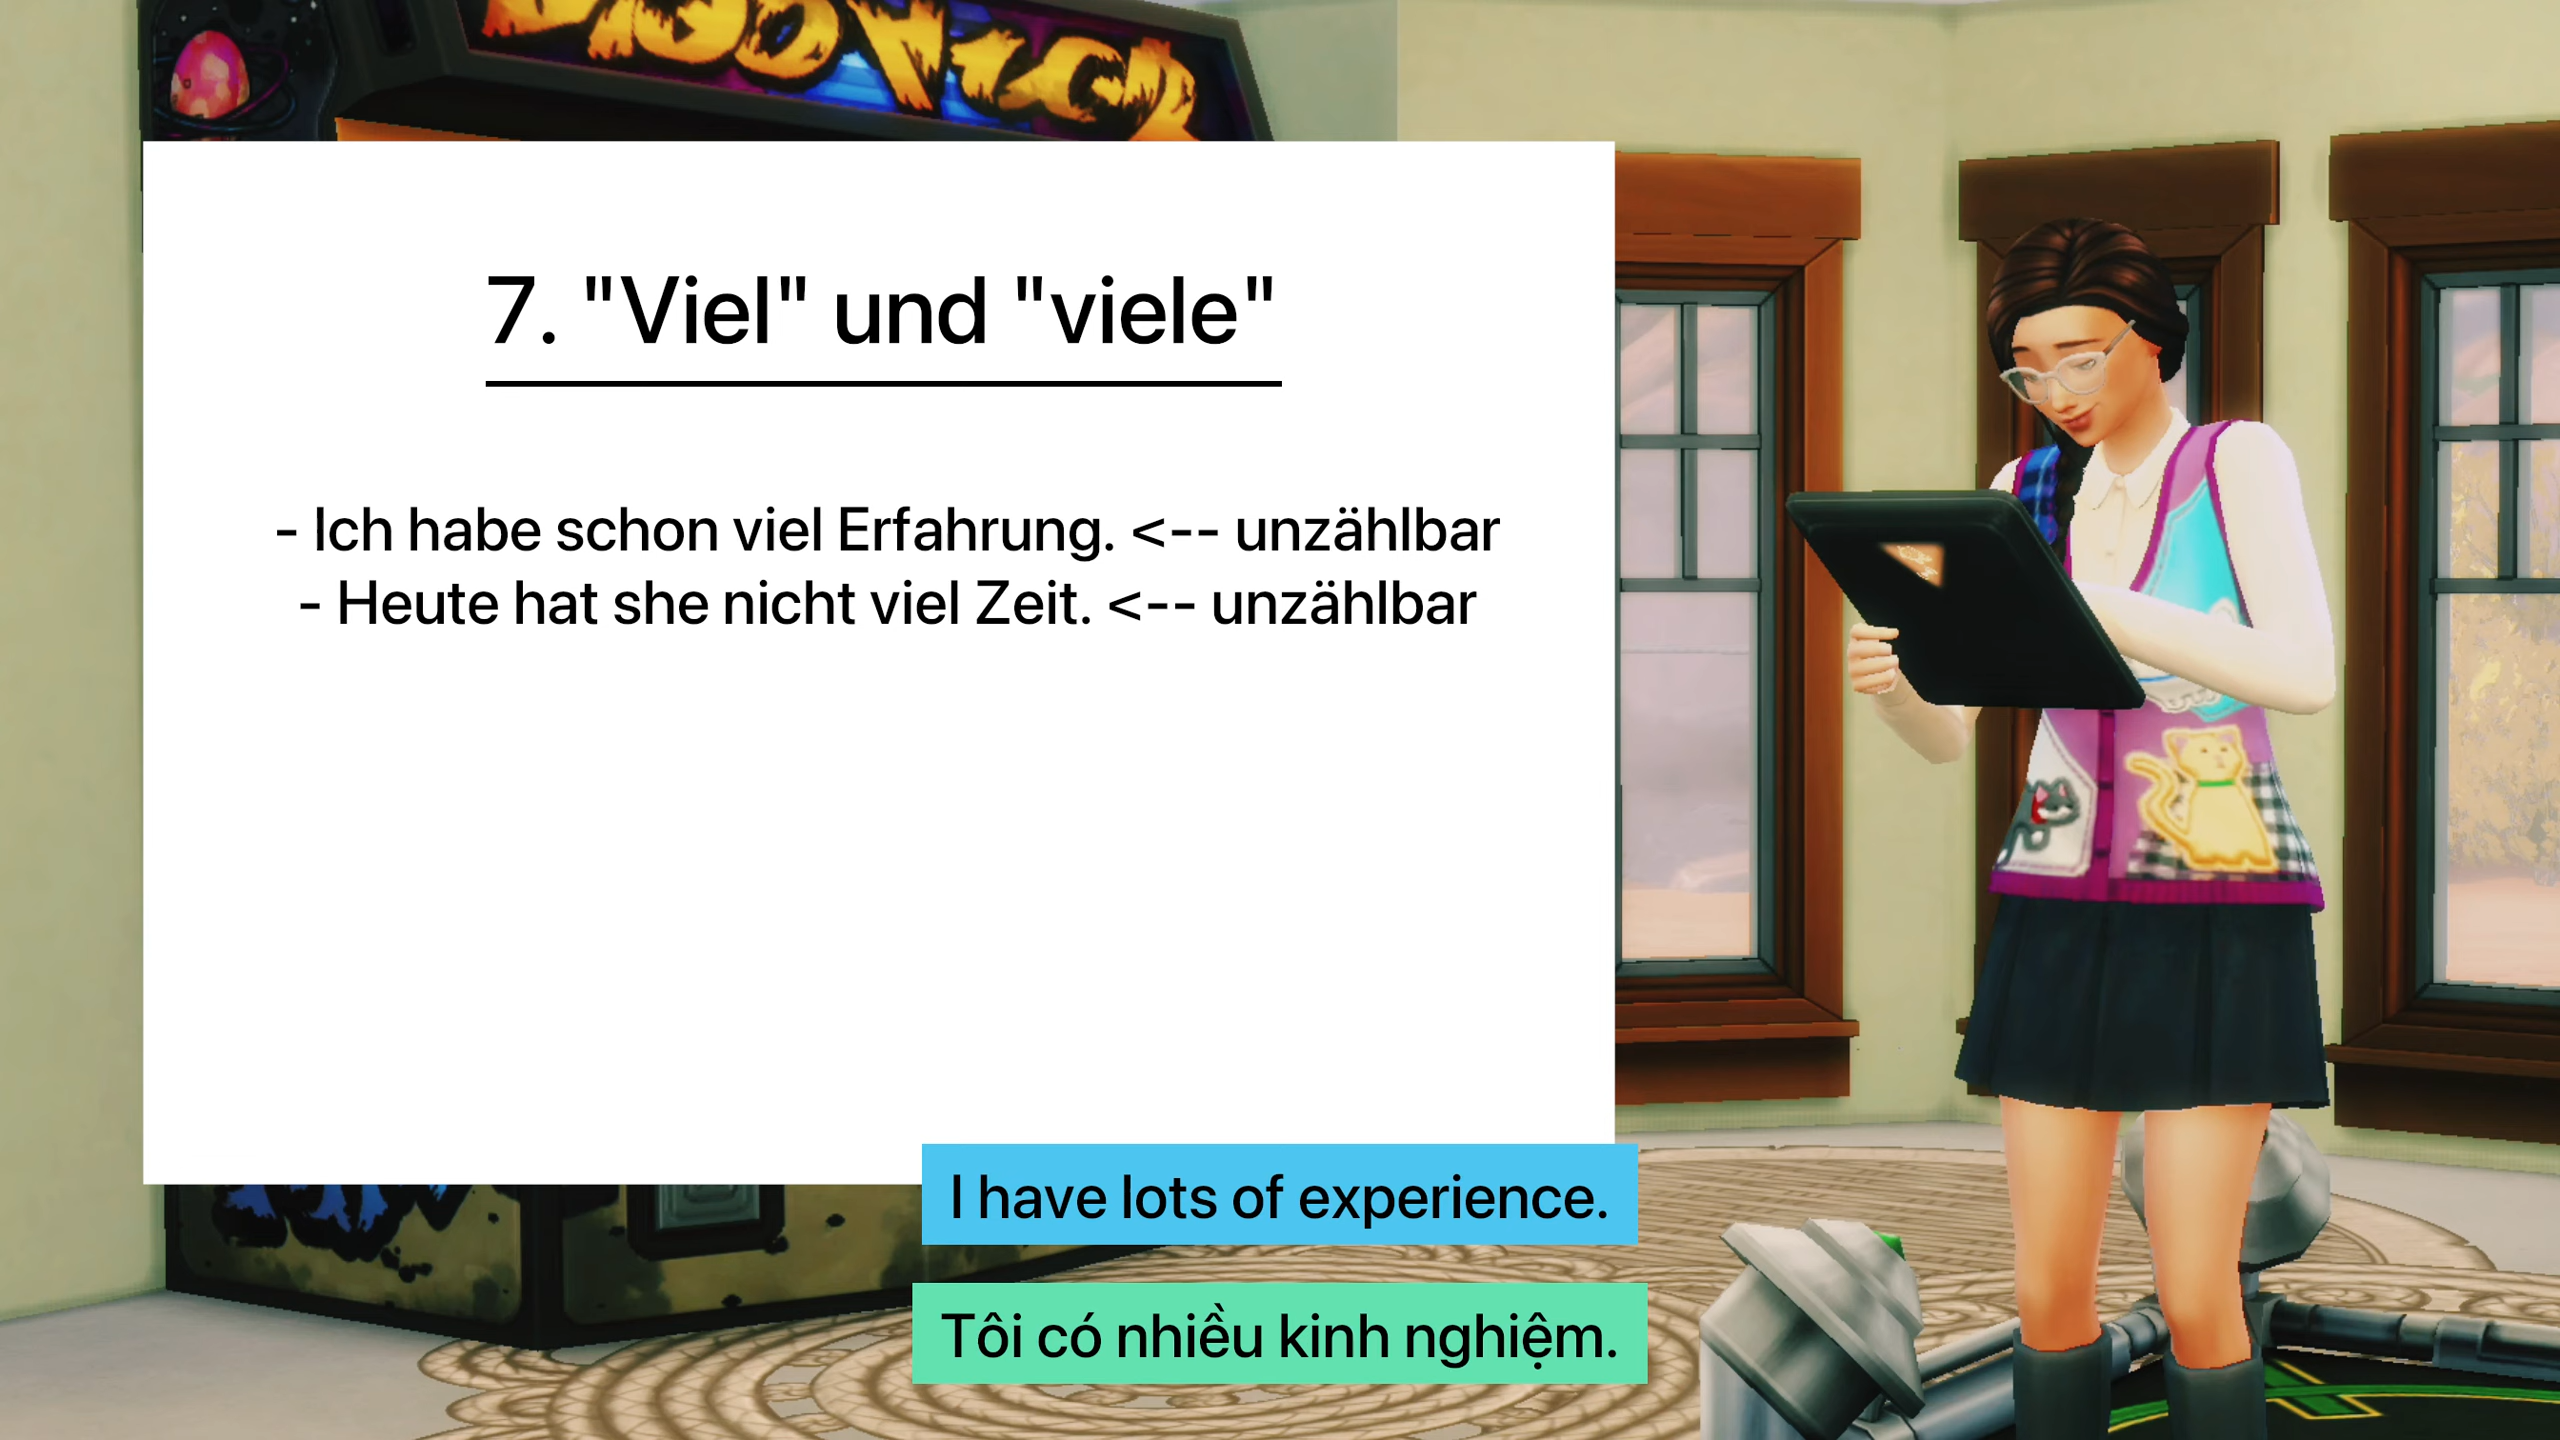 7. "Viel" und "viele"
- Ich habe schon viel Erfahrung. <-- unzählbar
- Heute hat she nicht viel Zeit. <-- unzählbar
I have lots of experience.
Tôi có nhiều kinh nghiệm.